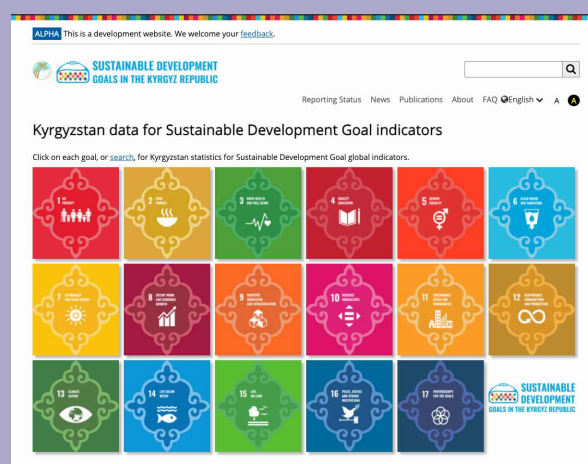 ALPHA This is a development website. We welcome your feedback.
SUSTAINABLE DEVELOPMENT
GOALS IN THE KYRGYZ REPUBLIC
Reporting Status News Publications About FAQ English A A
Kyrgyzstan data for Sustainable Development Goal indicators
Click on each goal, or search, for Kyrgyzstan statistics for Sustainable Development Goal global indicators.
1 NO
POVERTY
2 ZERO
HUNGER
3 GOOD HEALTH
AND WELL-BEING
4 QUALITY
EDUCATION
5 GENDER
EQUALITY
6 CLEAN WATER
AND SANITATION
7 AFFORDABLE
AND CLEAN ENERGY
8 DECENT WORK
AND ECONOMIC
GROWTH
9 INDUSTRY,
INNOVATION
AND INFRASTRUCTURE
10 REDUCED
INEQUALITIES
11 SUSTAINABLE
CITIES AND
COMMUNITIES
12 RESPONSIBLE
CONSUMPTION
AND PRODUCTION
13 CLIMATE
ACTION
14 LIFE BELOW
WATER
15 LIFE
ON LAND
16 PEACE, JUSTICE
AND STRONG
INSTITUTIONS
17 PARTNERSHIPS
FOR THE GOALS
SUSTAINABLE
DEVELOPMENT
GOALS IN THE KYRGYZ REPUBLIC